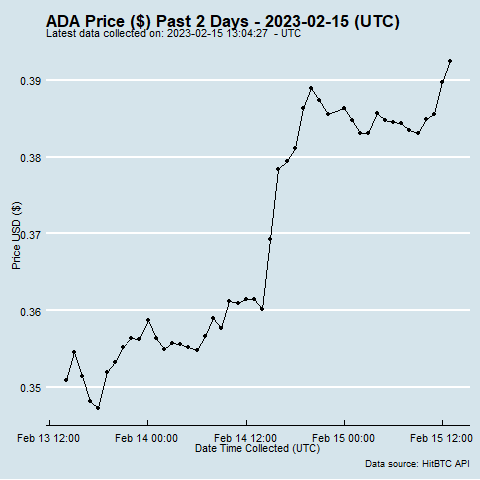 ADA Price ($) Past 2 Days - 2023-02-15 (UTC)
Latest data collected on: 2023-02-15 13:04:27  - UTC
Price USD ($)
0.39
0.38
0.37
0.36
0.35
Feb 13 12:00 Feb 14 00:00 Feb 14 12:00 Feb 15 00:00 Feb 15 12:00
Date Time Collected (UTC)
Data source: HitBTC API